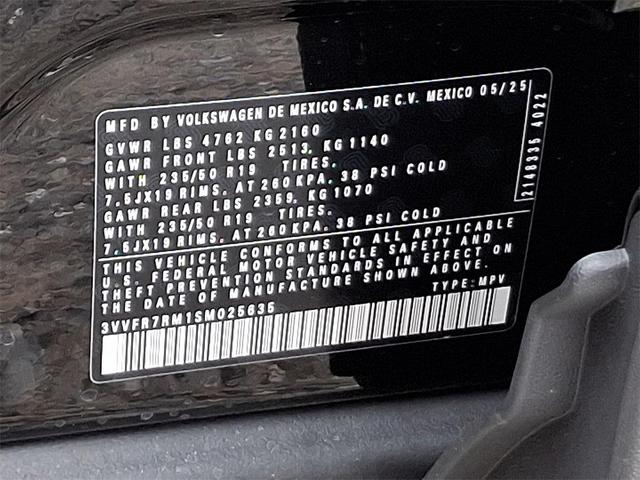 MFD BY VOLKSWAGEN DE MEXICO S.A. DE C.V. MEXICO 05/25
GVWR LBS 4762 KG 2160
GAWR FRONT LBS 2513, KG 1140
WITH 235/50 R19 TIRES.
7.5JX19 RIMS. AT 260 KPA. 38 PSI COLD
GAWR REAR LBS 2359, KG 1070
WITH 235/50 R19 TIRES.
7.5JX19 RIMS. AT 260 KPA. 38 PSI COLD
2148335 4022
THIS VEHICLE CONFORMS TO ALL APPLICABLE
U.S. FEDERAL MOTOR VEHICLE SAFETY AND
THEFT PREVENTION STANDARDS IN EFFECT ON
THE DATE OF MANUFACTURE SHOWN ABOVE.
3VVFR7RM1SM025635 TYPE: MPV